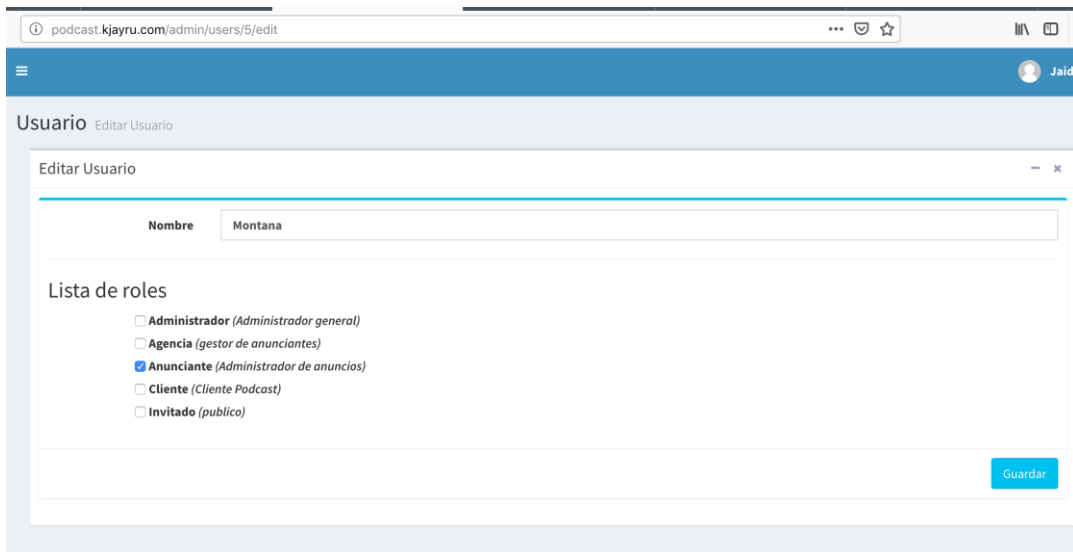 podcast.kjayru.com/admin/users/5/edit
Jaid
Usuario Editar Usuario
Editar Usuario
Nombre Montana
Lista de roles
Administrador (Administrador general)
Agencia (gestor de anunciantes)
Anunciante (Administrador de anuncios)
Cliente (Cliente Podcast)
Invitado (publico)
Guardar